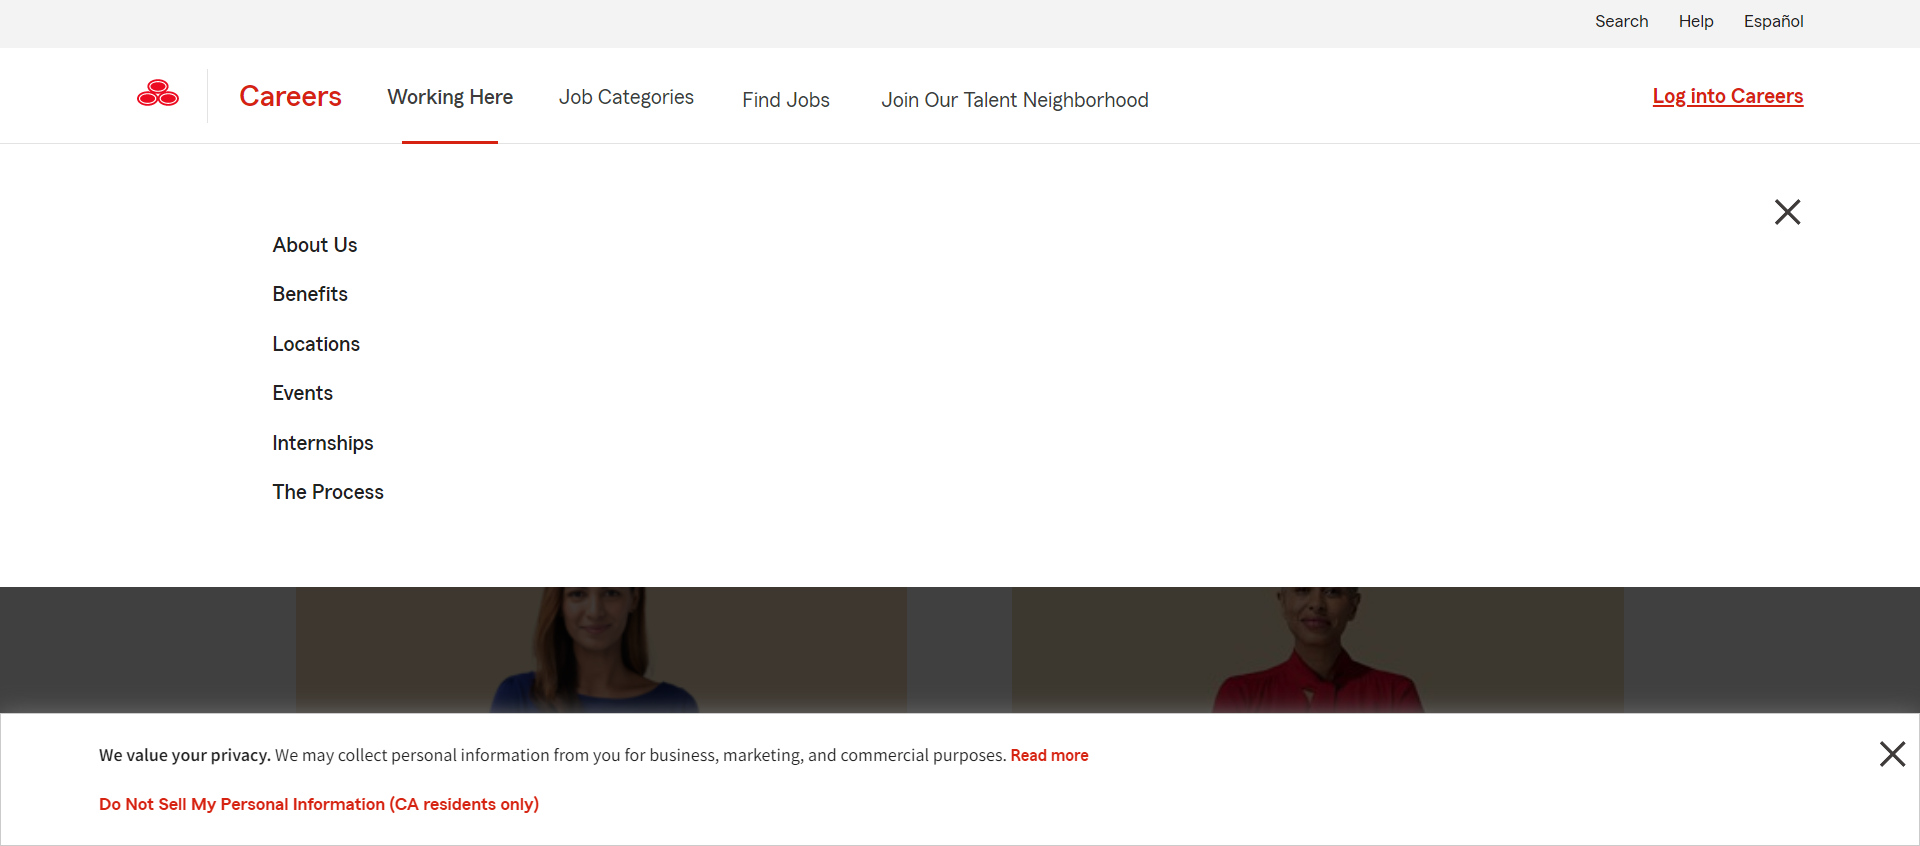 Search Help Español
Careers Working Here Job Categories Find Jobs Join Our Talent Neighborhood Log into Careers
About Us
Benefits
Locations
Events
Internships
The Process
We value your privacy. We may collect personal information from you for business, marketing, and commercial purposes. Read more
Do Not Sell My Personal Information (CA residents only)